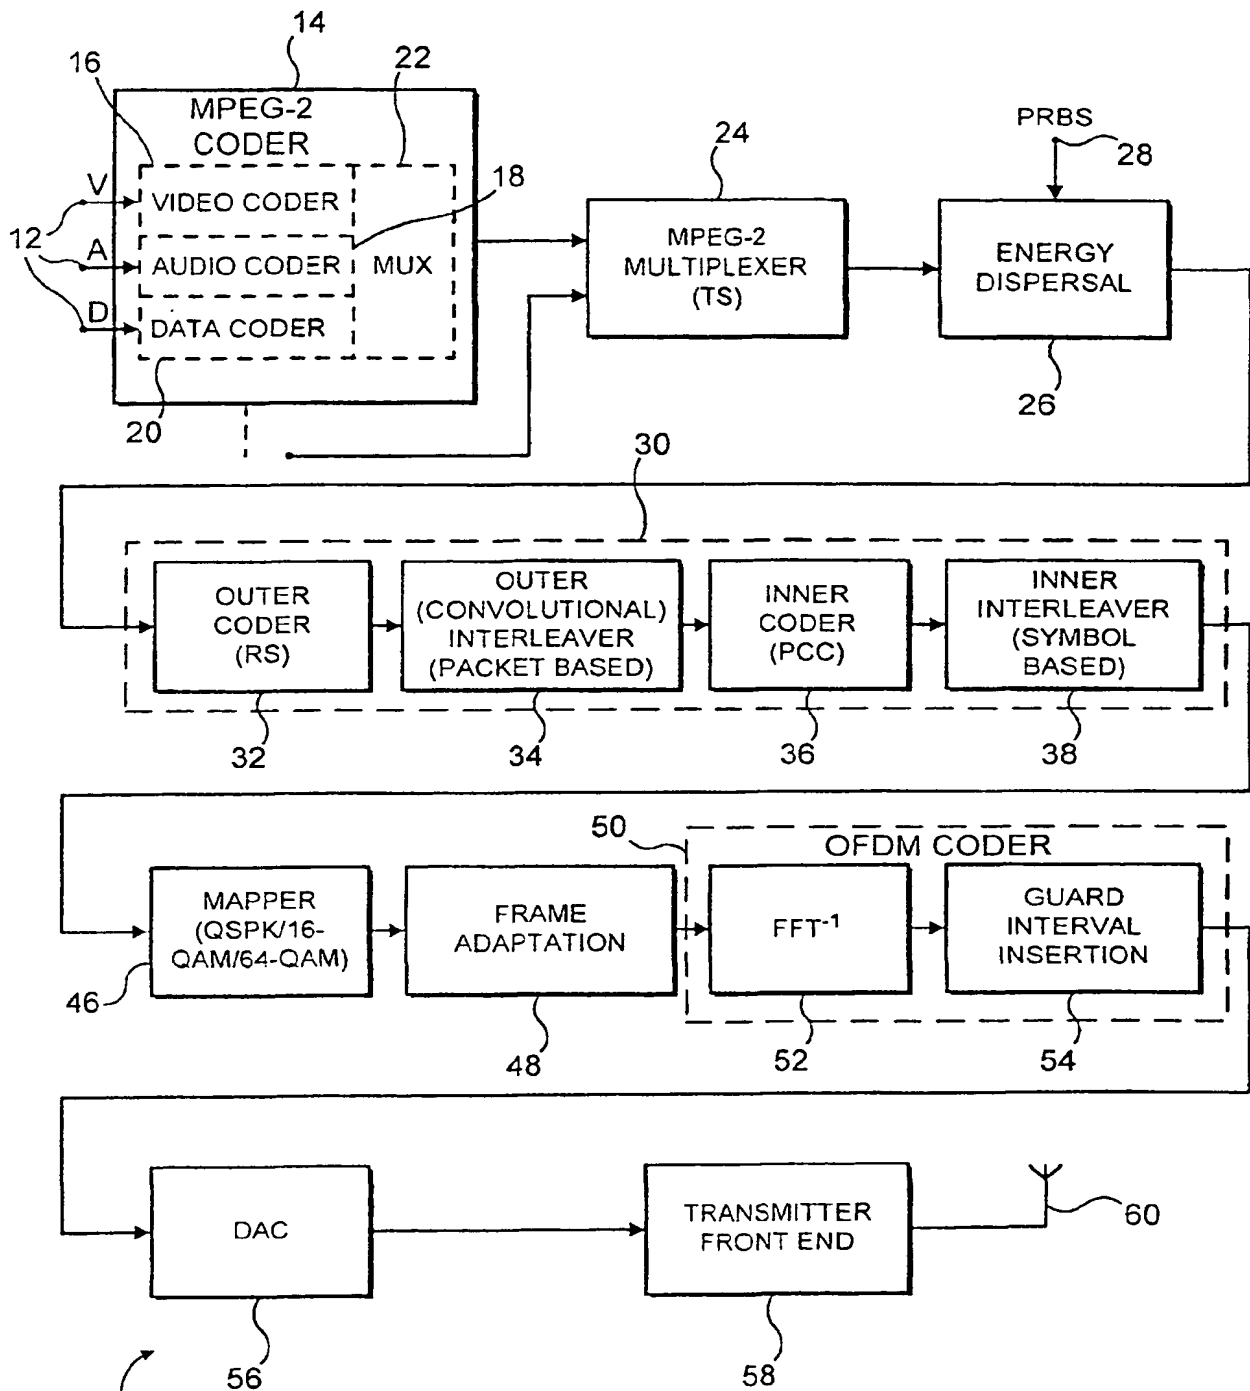 14
16
22
MPEG-2
CODER
24
PRBS
28
18
V
VIDEO CODER
12
A
AUDIO CODER
MUX
D
DATA CODER
MPEG-2
MULTIPLEXER
(TS)
ENERGY
DISPERSAL
20
26
30
OUTER
CODER
(RS)
OUTER
(CONVOLUTIONAL)
INTERLEAVER
(PACKET BASED)
INNER
CODER
(PCC)
INNER
INTERLEAVER
(SYMBOL
BASED)
32
34
36
38
50
OFDM CODER
MAPPER
(QSPK/16-
QAM/64-QAM)
FRAME
ADAPTATION
FFT-1
GUARD
INTERVAL
INSERTION
46
48
52
54
DAC
TRANSMITTER
FRONT END
60
56
58